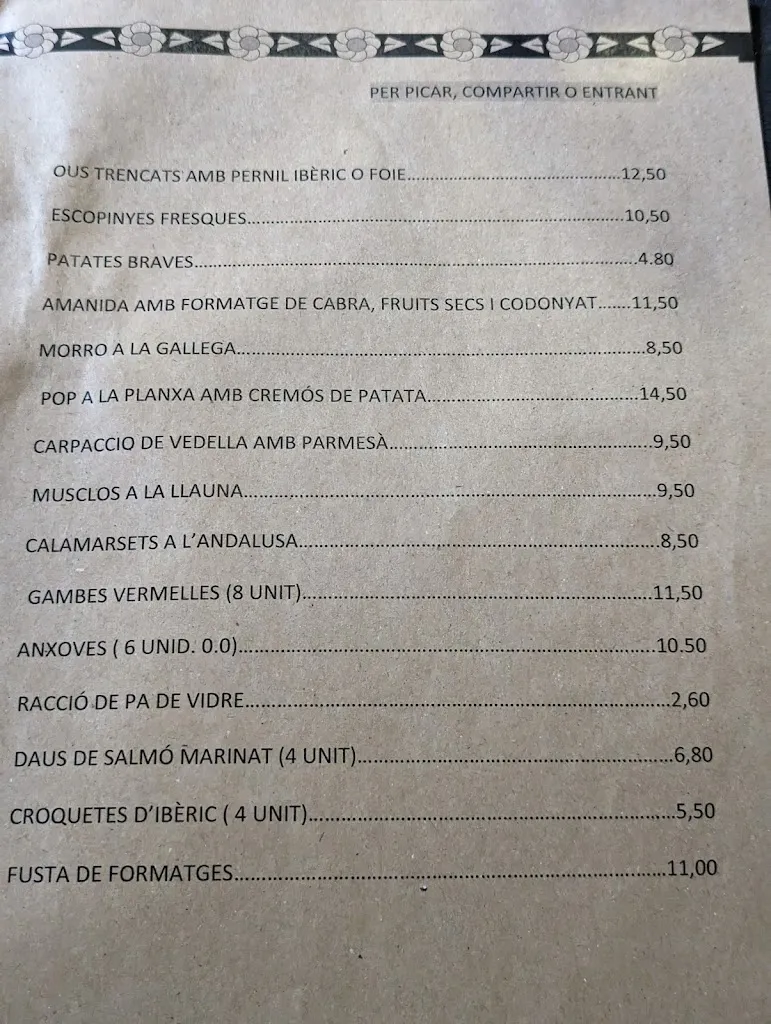 PER PICAR, COMPARTIR O ENTRANT
OUS TRENCATS AMB PERNIL IBÈRIC O FOIE..................................................12,50
ESCOPINYES FRESQUES..................................................10,50
PATATES BRAVES..................................................4.80
AMANIDA AMB FORMATGE DE CABRA, FRUITS SECS I CODONYAT.......11,50
MORRO A LA GALLEGA..................................................8,50
POP A LA PLANXA AMB CREMÓS DE PATATA..................................................14,50
CARPACCIO DE VEDELLA AMB PARMESÀ..................................................9,50
MUSCLOS A LA LLAUNA..................................................9,50
CALAMARSETS A L'ANDALUSA..................................................8,50
GAMBES VERMELLES (8 UNIT)..................................................11,50
ANXOVES ( 6 UNID. 0.0)..................................................10.50
RACCIÓ DE PA DE VIDRE..................................................2,60
DAUS DE SALMÓ MARINAT (4 UNIT)..................................................6,80
CROQUETES D'IBÈRIC ( 4 UNIT)..................................................5,50
FUSTA DE FORMATGES..................................................11,00